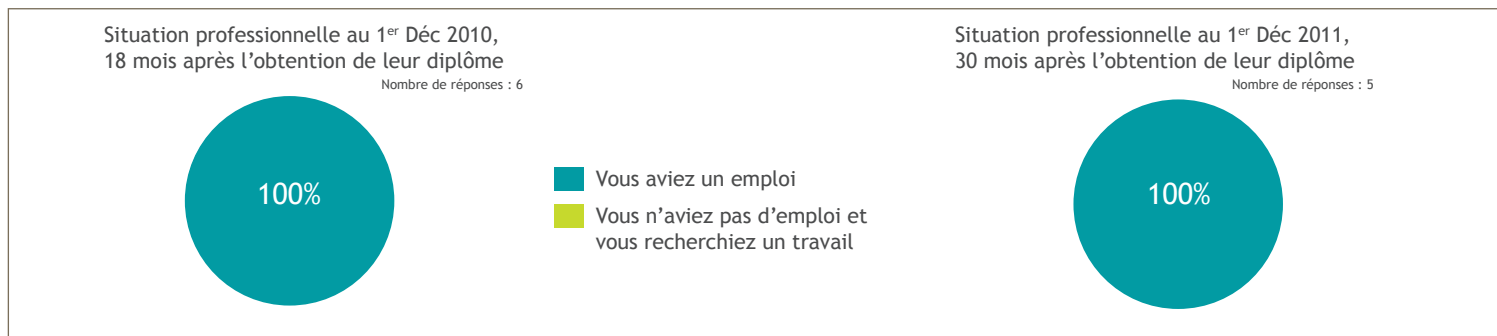 Situation professionnelle au 1er Déc 2010,
18 mois après l’obtention de leur diplôme
Nombre de réponses : 6
100%
Vous aviez un emploi
Vous n’aviez pas d’emploi et
vous recherchiez un travail
Situation professionnelle au 1er Déc 2011,
30 mois après l’obtention de leur diplôme
Nombre de réponses : 5
100%